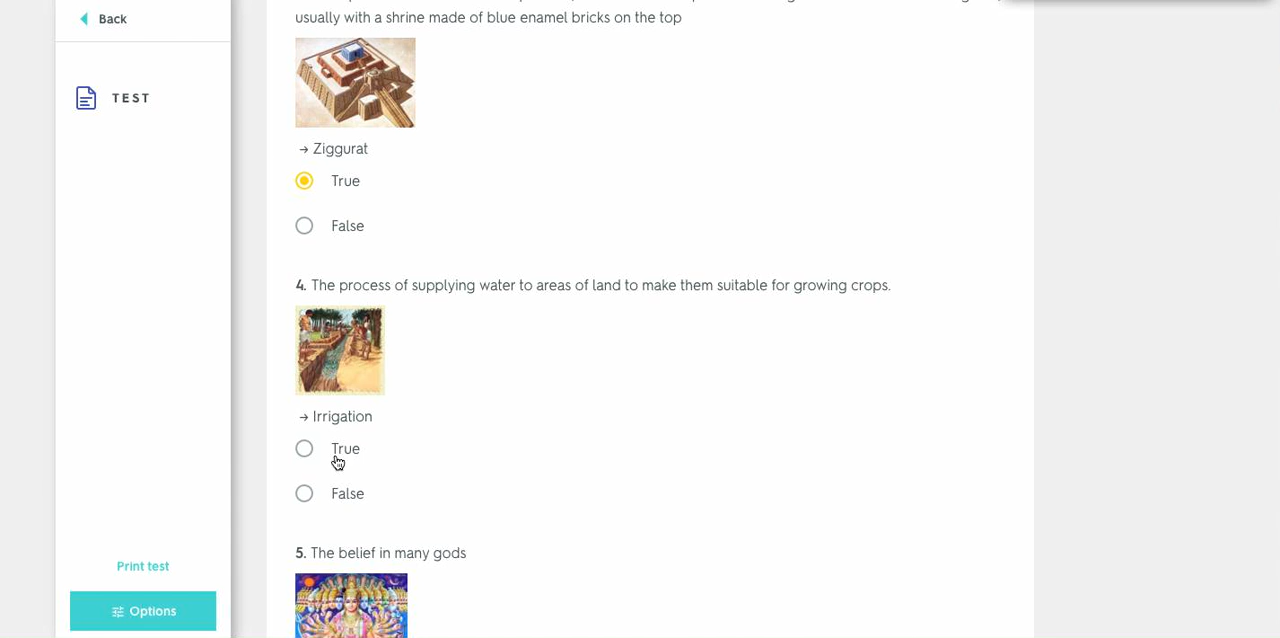 Back
TEST
usually with a shrine made of blue enamel bricks on the top
→ Ziggurat
True
False
4. The process of supplying water to areas of land to make them suitable for growing crops.
→ Irrigation
True
False
5. The belief in many gods
Print test
Options